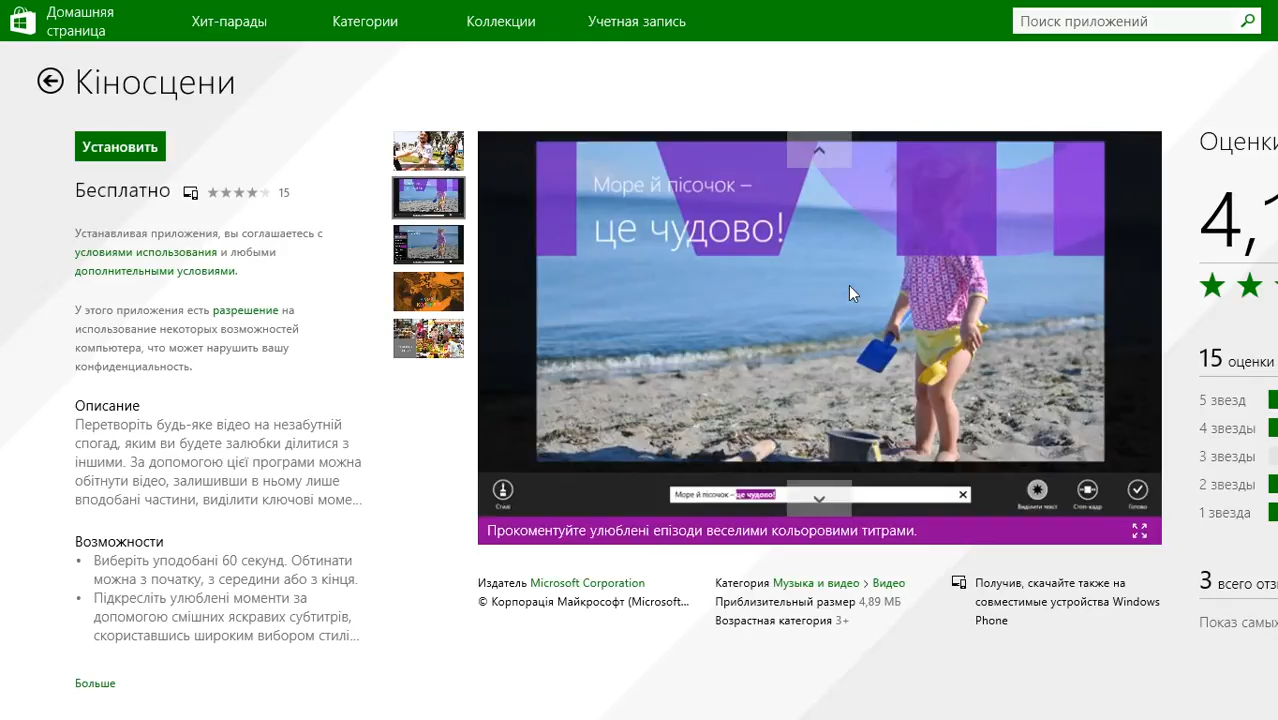 Домашняя
страница
Хит-парады
Категории
Коллекции
Учетная запись
Поиск приложений
Кіносцени
Установить
Бесплатно
15
Устанавливая приложения, вы соглашаетесь с
условиями использования и любыми
дополнительными условиями.
У этого приложения есть разрешение на
использование некоторых возможностей
компьютера, что может нарушить вашу
конфиденциальность.
Описание
Перетворіть будь-яке відео на незабутній
спогад, яким ви будете залюбки ділитися з
іншими. За допомогою цієї програми можна
обітнути відео, залишивши в ньому лише
вподобані частини, виділити ключові моме...
Возможности
• Виберіть уподобані 60 секунд. Обтинати
можна з початку, з середини або з кінця.
• Підкресліть улюблені моменти за
допомогою смішних яскравих субтитрів,
скориставшись широким вибором стилі...
Больше
Море й пісочок –
це чудово!
Стилі
Море й пісочок – це чудово!
Виділити текст
Стоп-кадр
Готово
Прокоментуйте улюблені епізоди веселими кольоровими титрами.
Издатель Microsoft Corporation
© Корпорація Майкрософт (Microsoft...
Категория Музыка и видео > Видео
Приблизительный размер 4,89 МБ
Возрастная категория 3+
Получив, скачайте также на
совместимые устройства Windows
Phone
Оценки
4,1
15 оценки
5 звезд
4 звезды
3 звезды
2 звезды
1 звезда
3 всего отз
Показ самых